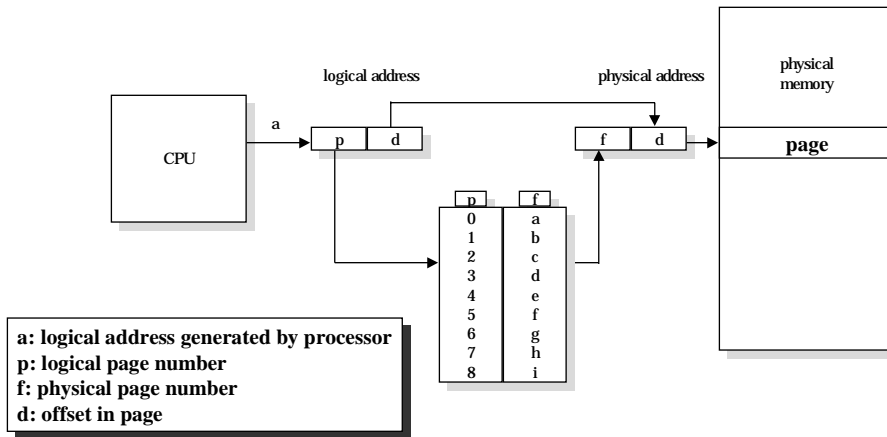 logical address
physical address
physical
memory
a
CPU
p d
f d
page
p f
0 a
1 b
2 c
3 d
4 e
5 f
6 g
7 h
8 i
a: logical address generated by processor
p: logical page number
f: physical page number
d: offset in page